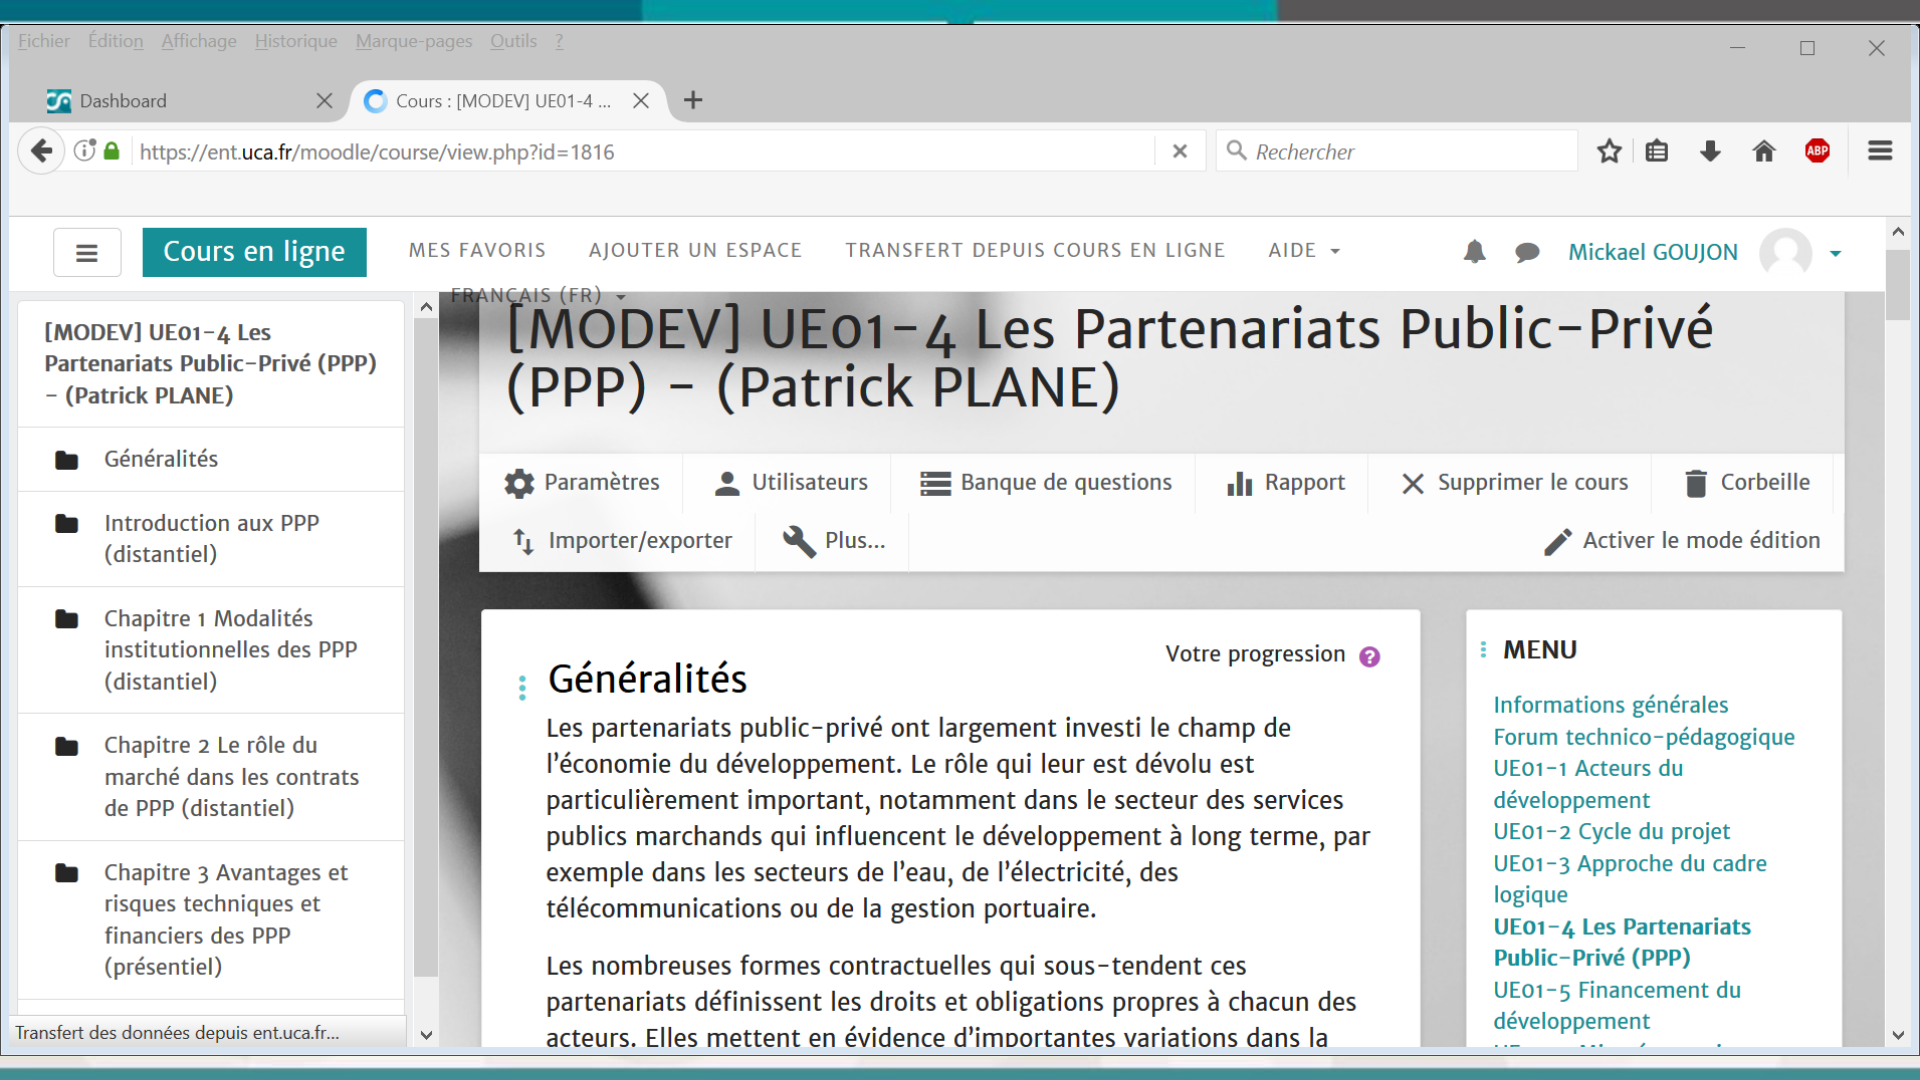 Fichier Édition Affichage Historique Marque-pages Outils ?
Dashboard
Cours : [MODEV] UE01-4 ...
https://ent.uca.fr/moodle/course/view.php?id=1816
Rechercher
ABP
Cours en ligne
MES FAVORIS AJOUTER UN ESPACE TRANSFERT DEPUIS COURS EN LIGNE AIDE
Mickael GOUJON
FRANÇAIS (FR)
[MODEV] UE01-4 Les
Partenariats Public-Privé (PPP)
- (Patrick PLANE)
Généralités
Introduction aux PPP
(distantiel)
Chapitre 1 Modalités
institutionnelles des PPP
(distantiel)
Chapitre 2 Le rôle du
marché dans les contrats
de PPP (distantiel)
Chapitre 3 Avantages et
risques techniques et
financiers des PPP
(présentiel)
Transfert des données depuis ent.uca.fr...
[MODEV] UE01-4 Les Partenariats Public-Privé
(PPP) - (Patrick PLANE)
Paramètres Utilisateurs Banque de questions Rapport Supprimer le cours Corbeille
Importer/exporter Plus... Activer le mode édition
Votre progression ?
Généralités
Les partenariats public-privé ont largement investi le champ de
l’économie du développement. Le rôle qui leur est dévolu est
particulièrement important, notamment dans le secteur des services
publics marchands qui influencent le développement à long terme, par
exemple dans les secteurs de l’eau, de l’électricité, des
télécommunications ou de la gestion portuaire.
Les nombreuses formes contractuelles qui sous-tendent ces
partenariats définissent les droits et obligations propres à chacun des
acteurs. Elles mettent en évidence d’importantes variations dans la
MENU
Informations générales
Forum technico-pédagogique
UE01-1 Acteurs du
développement
UE01-2 Cycle du projet
UE01-3 Approche du cadre
logique
UE01-4 Les Partenariats
Public-Privé (PPP)
UE01-5 Financement du
développement